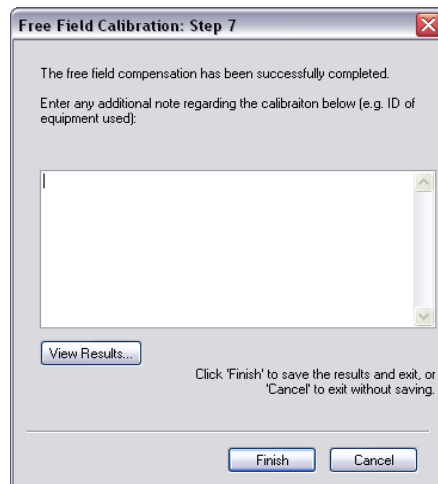 Free Field Calibration: Step 7
The free field compensation has been successfully completed.
Enter any additional note regarding the calibraiton below (e.g. ID of
equipment used):
View Results...
Click 'Finish' to save the results and exit, or
'Cancel' to exit without saving.
Finish
Cancel